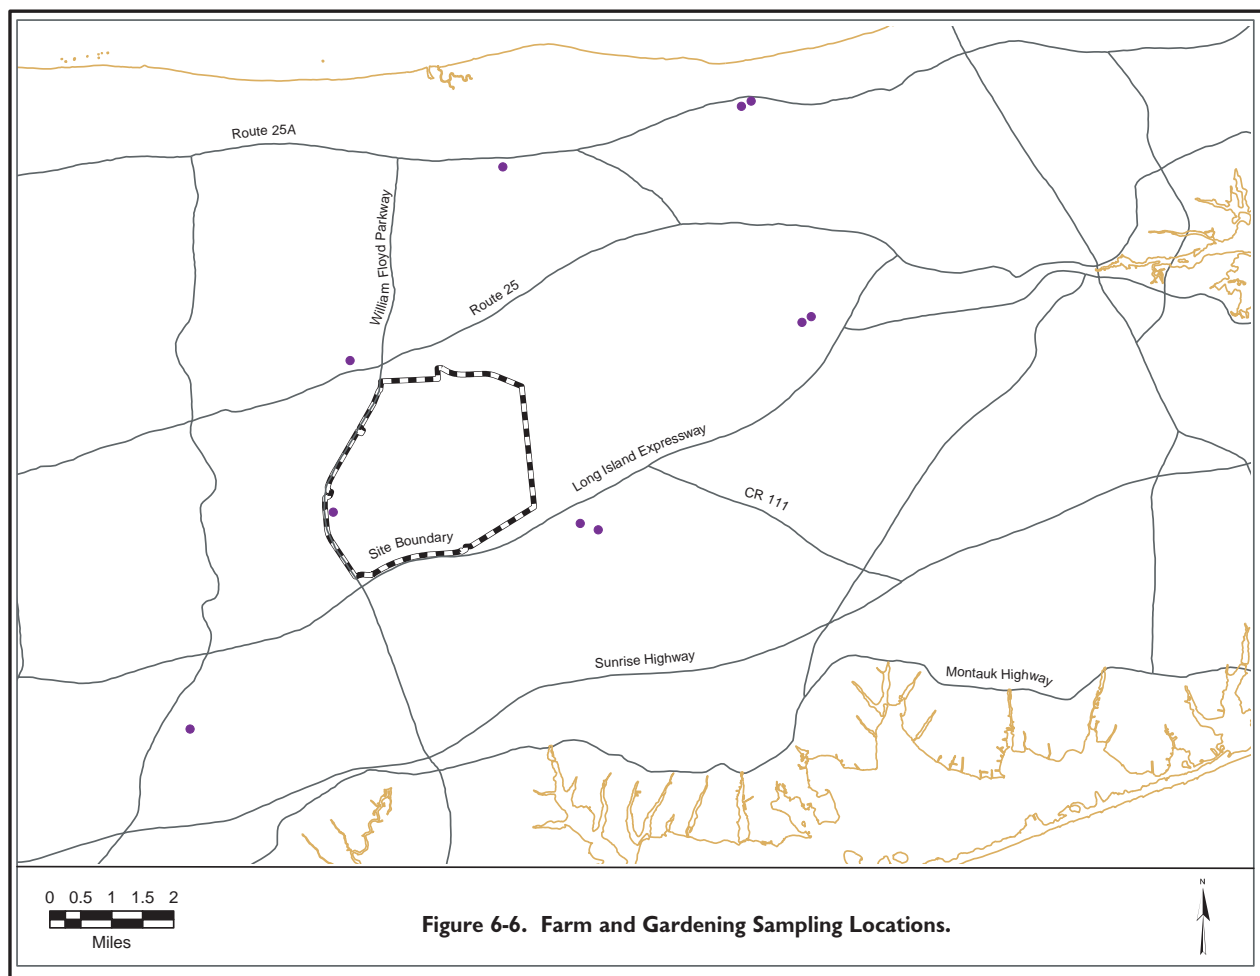 Route 25A
William Floyd Parkway
Route 25
Long Island Expressway
CR 111
Site Boundary
Sunrise Highway
Montauk Highway
0 0.5 1 1.5 2
Miles
Figure 6-6. Farm and Gardening Sampling Locations.
N